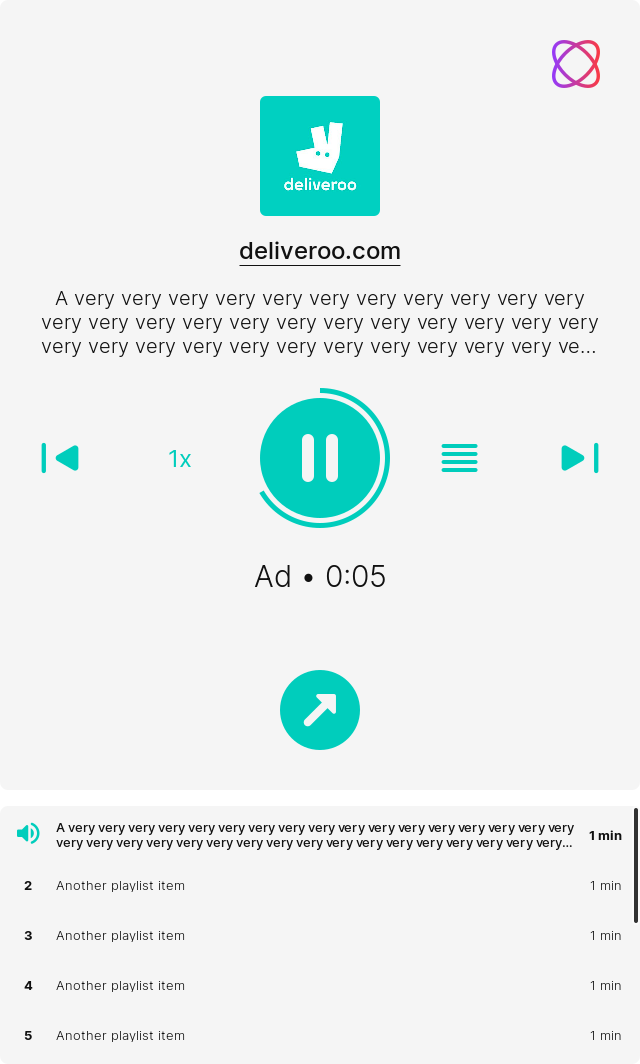 deliveroo
deliveroo.com
A very very very very very very very very very very very
very very very very very very very very very very very very
very very very very very very very very very very very ve...
1x
Ad • 0:05
A very very very very very very very very very very very very very very very very very
very very very very very very very very very very very very very very very very very...
1 min
2 Another playlist item 1 min
3 Another playlist item 1 min
4 Another playlist item 1 min
5 Another playlist item 1 min